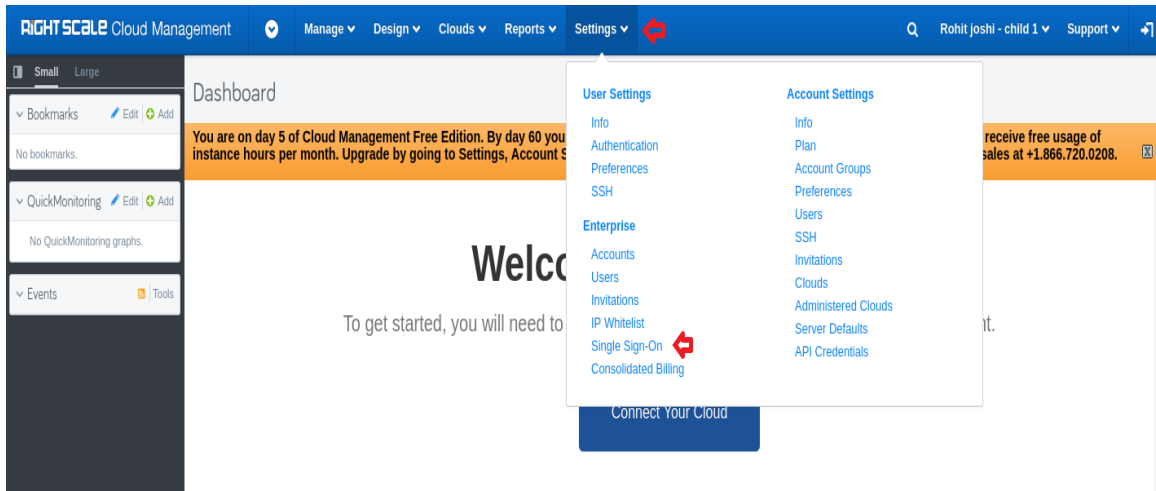 RIGHTSCALE Cloud Management Manage Design Clouds Reports Settings Rohit joshi - child 1 Support
Small Large
Bookmarks Edit Add
No bookmarks.
QuickMonitoring Edit Add
No QuickMonitoring graphs.
Events Tools
Dashboard
You are on day 5 of Cloud Management Free Edition. By day 60 you receive free usage of
instance hours per month. Upgrade by going to Settings, Account S sales at +1.866.720.0208.
Welco
To get started, you will need to nt.
Connect Your Cloud
User Settings
Info
Authentication
Preferences
SSH
Enterprise
Accounts
Users
Invitations
IP Whitelist
Single Sign-On
Consolidated Billing
Account Settings
Info
Plan
Account Groups
Preferences
Users
SSH
Invitations
Clouds
Administered Clouds
Server Defaults
API Credentials